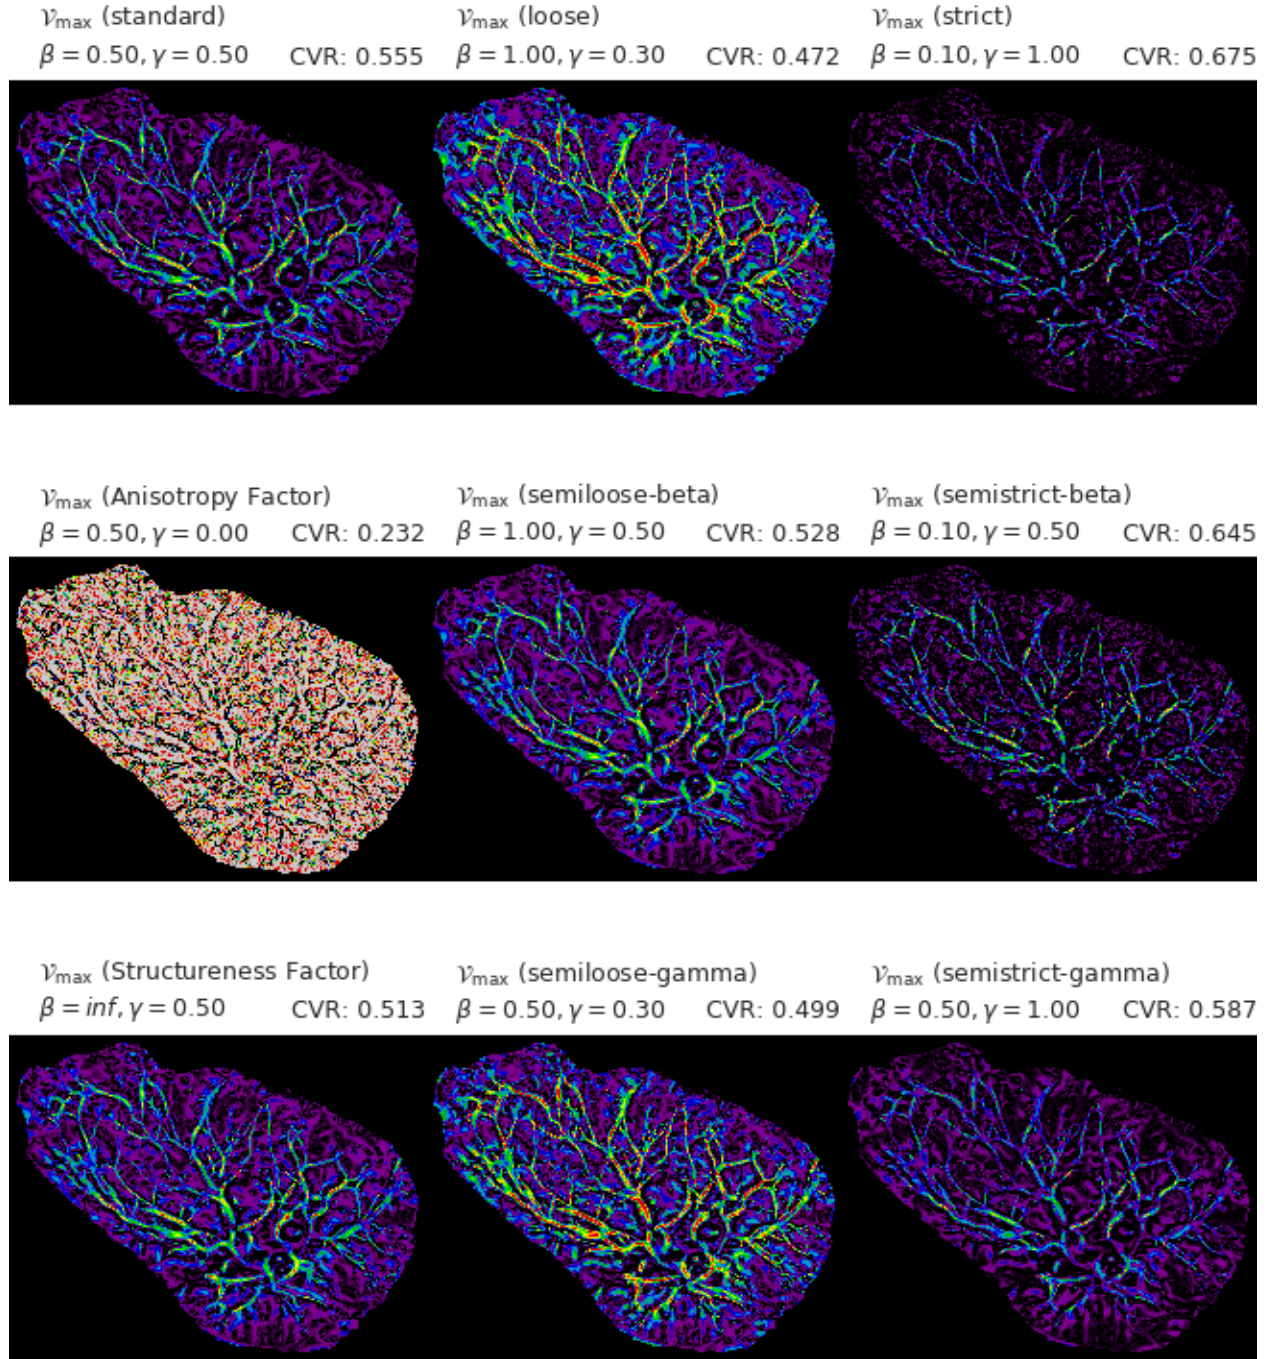 𝒱max (standard)
β = 0.50, γ = 0.50 CVR: 0.555
𝒱max (loose)
β = 1.00, γ = 0.30 CVR: 0.472
𝒱max (strict)
β = 0.10, γ = 1.00 CVR: 0.675
𝒱max (Anisotropy Factor)
β = 0.50, γ = 0.00 CVR: 0.232
𝒱max (semiloose-beta)
β = 1.00, γ = 0.50 CVR: 0.528
𝒱max (semistrict-beta)
β = 0.10, γ = 0.50 CVR: 0.645
𝒱max (Structureness Factor)
β = inf, γ = 0.50 CVR: 0.513
𝒱max (semiloose-gamma)
β = 0.50, γ = 0.30 CVR: 0.499
𝒱max (semistrict-gamma)
β = 0.50, γ = 1.00 CVR: 0.587